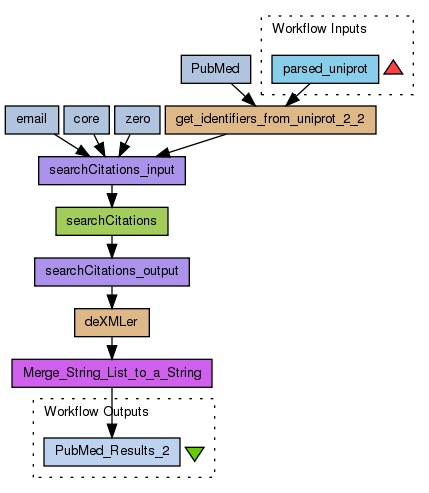 Workflow Inputs
PubMed
parsed_uniprot
email
core
zero
get_identifiers_from_uniprot_2_2
searchCitations_input
searchCitations
searchCitations_output
deXMLer
Merge_String_List_to_a_String
Workflow Outputs
PubMed_Results_2